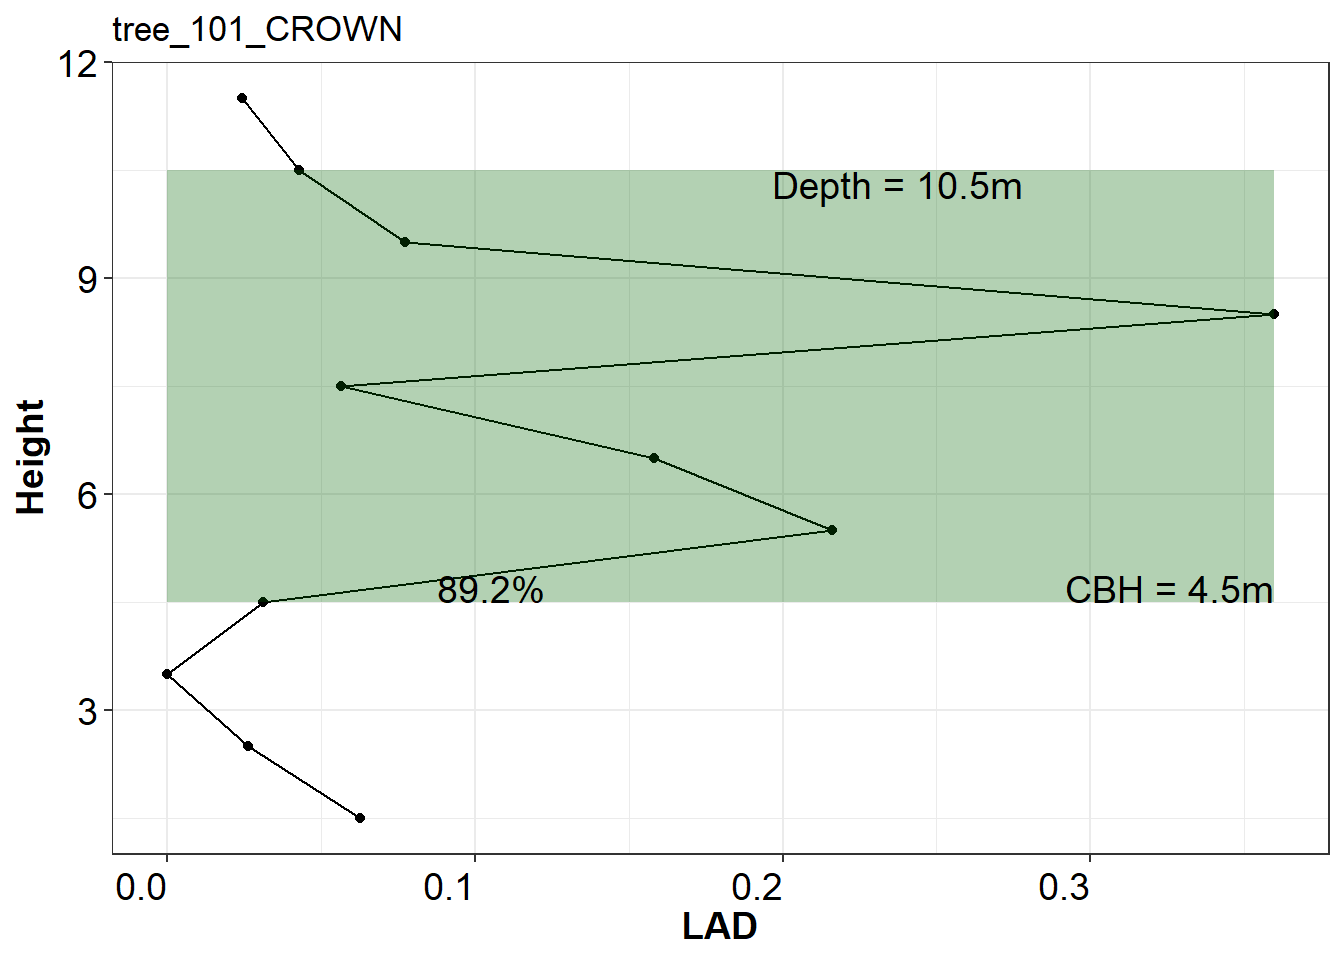 tree_101_CROWN
12
9
6
3
Height
Depth = 10.5m
89.2%
CBH = 4.5m
0.0
0.1
0.2
0.3
LAD